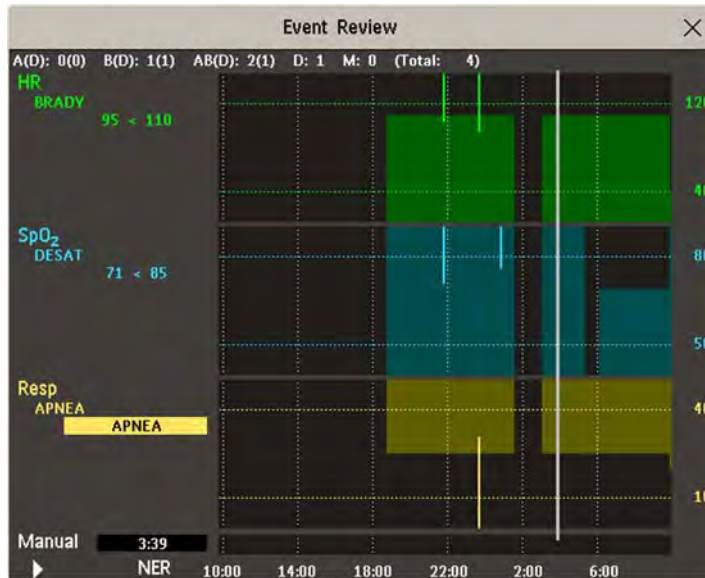 Event Review
A(D): 0(0) B(D): 1(1) AB(D): 2(1) D: 1 M: 0 (Total: 4)
HR
BRADY
95 < 110
120
40
SpO₂
DESAT
71 < 85
80
50
Resp
APNEA
APNEA
40
10
Manual 3:39
NER 10:00 14:00 18:00 22:00 2:00 6:00